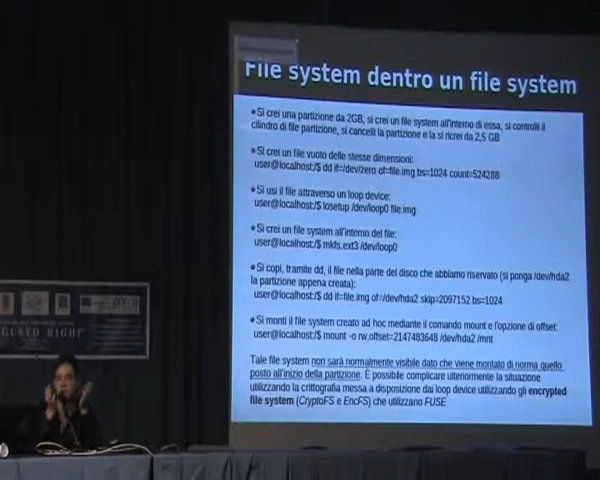 File system dentro un file system
Si crei una partizione da 2GB, si crei un file system all'interno di essa, si controlli il
cilindro di file partizione, si cancelli la partizione e la si ricrei da 2,5 GB
Si crei un file vuoto delle stesse dimensioni:
user@localhost:/$ dd if=/dev/zero of=file.img bs=1024 count=524288
Si usi il file attraverso un loop device:
user@localhost:/$ losetup /dev/loop0 file.img
Si crei un file system all'interno del file:
user@localhost:/$ mkfs.ext3 /dev/loop0
Si copi, tramite dd, il file nella parte del disco che abbiamo riservato (si ponga /dev/hda2
la partizione appena creata):
user@localhost:/$ dd if=file.img of=/dev/hda2 skip=2097152 bs=1024
Si monti il file system creato ad hoc mediante il comando mount e l'opzione di offset:
user@localhost:/$ mount -o rw,offset=2147483648 /dev/hda2 /mnt
Tale file system non sarà normalmente visibile dato che viene montato di norma quello
posto all'inizio della partizione. È possibile complicare ulteriormente la situazione
utilizzando la crittografia messa a disposizione dai loop device utilizzando gli encrypted
file system (CryptoFS e EncFS) che utilizzano FUSE